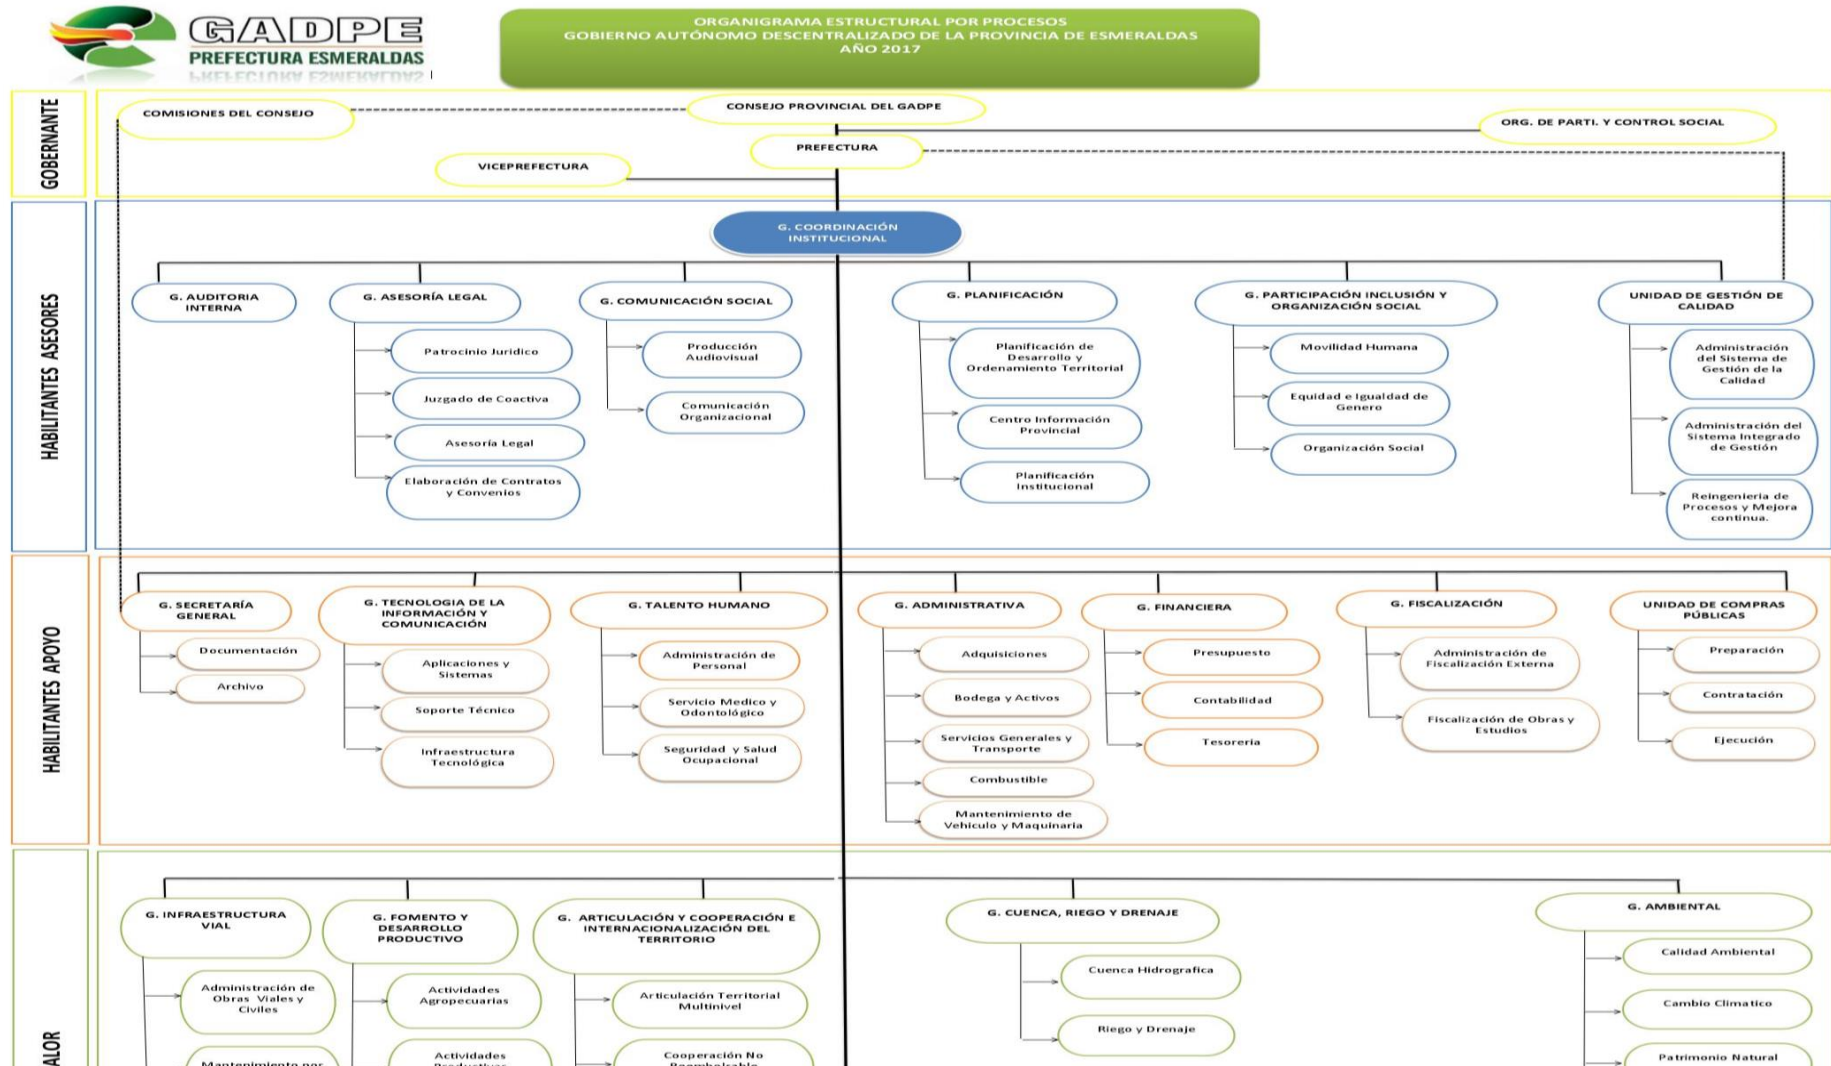 GADPE
PREFECTURA ESMERALDAS
ORGANIGRAMA ESTRUCTURAL POR PROCESOS
GOBIERNO AUTÓNOMO DESCENTRALIZADO DE LA PROVINCIA DE ESMERALDAS
AÑO 2017
GOBERNANTE
COMISIONES DEL CONSEJO
CONSEJO PROVINCIAL DEL GADPE
ORG. DE PARTI. Y CONTROL SOCIAL
PREFECTURA
VICEPREFECTURA
HABILITANTES ASESORES
G. COORDINACIÓN
INSTITUCIONAL
G. AUDITORIA
INTERNA
G. ASESORÍA LEGAL
Patrocinio Juridico
Juzgado de Coactiva
Asesoría Legal
Elaboración de Contratos
y Convenios
G. COMUNICACIÓN SOCIAL
Producción
Audiovisual
Comunicación
Organizacional
G. PLANIFICACIÓN
Planificación de
Desarrollo y
Ordenamiento Territorial
Centro Información
Provincial
Planificación
Institucional
G. PARTICIPACIÓN INCLUSIÓN Y
ORGANIZACIÓN SOCIAL
Movilidad Humana
Equidad e Igualdad de
Genero
Organización Social
UNIDAD DE GESTIÓN DE
CALIDAD
Administración
del Sistema de
Gestión de la
Calidad
Administración del
Sistema Integrado
de Gestión
Reingenieria de
Procesos y Mejora
continua.
HABILITANTES APOYO
G. SECRETARÍA
GENERAL
Documentación
Archivo
G. TECNOLOGIA DE LA
INFORMACIÓN Y
COMUNICACIÓN
Aplicaciones y
Sistemas
Soporte Técnico
Infraestructura
Tecnológica
G. TALENTO HUMANO
Administración de
Personal
Servicio Medico y
Odontológico
Seguridad y Salud
Ocupacional
G. ADMINISTRATIVA
Adquisiciones
Bodega y Activos
Servicios Generales y
Transporte
Combustible
Mantenimiento de
Vehiculo y Maquinaria
G. FINANCIERA
Presupuesto
Contabilidad
Tesoreria
G. FISCALIZACIÓN
Administración de
Fiscalización Externa
Fiscalización de Obras y
Estudios
UNIDAD DE COMPRAS
PÚBLICAS
Preparación
Contratación
Ejecución
ALOR
G. INFRAESTRUCTURA
VIAL
Administración de
Obras Viales y
Civiles
Mantenimiento por
G. FOMENTO Y
DESARROLLO
PRODUCTIVO
Actividades
Agropecuarias
Actividades
Productivas
G. ARTICULACIÓN Y COOPERACIÓN E
INTERNACIONALIZACIÓN DEL
TERRITORIO
Articulación Territorial
Multinivel
Cooperación No
Reembolsable
G. CUENCA, RIEGO Y DRENAJE
Cuenca Hidrografica
Riego y Drenaje
G. AMBIENTAL
Calidad Ambiental
Cambio Climatico
Patrimonio Natural